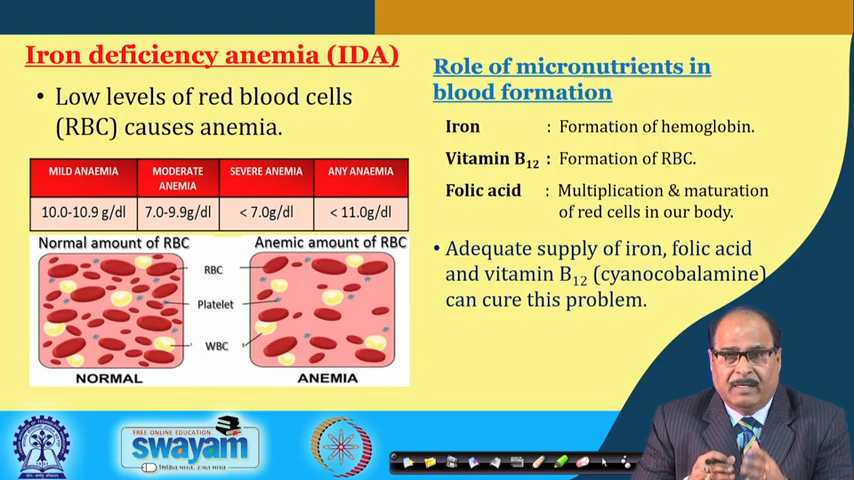 Iron deficiency anemia (IDA)
• Low levels of red blood cells
(RBC) causes anemia.
MILD ANAEMIA
MODERATE
ANEMIA
SEVERE ANEMIA
ANY ANAEMIA
10.0-10.9 g/dl
7.0-9.9g/dl
< 7.0g/dl
< 11.0g/dl
Normal amount of RBC
Anemic amount of RBC
RBC
Platelet
WBC
NORMAL
ANEMIA
Role of micronutrients in
blood formation
Iron : Formation of hemoglobin.
Vitamin B12 : Formation of RBC.
Folic acid : Multiplication & maturation
of red cells in our body.
• Adequate supply of iron, folic acid
and vitamin B12 (cyanocobalamine)
can cure this problem.
FREE ONLINE EDUCATION
swayam